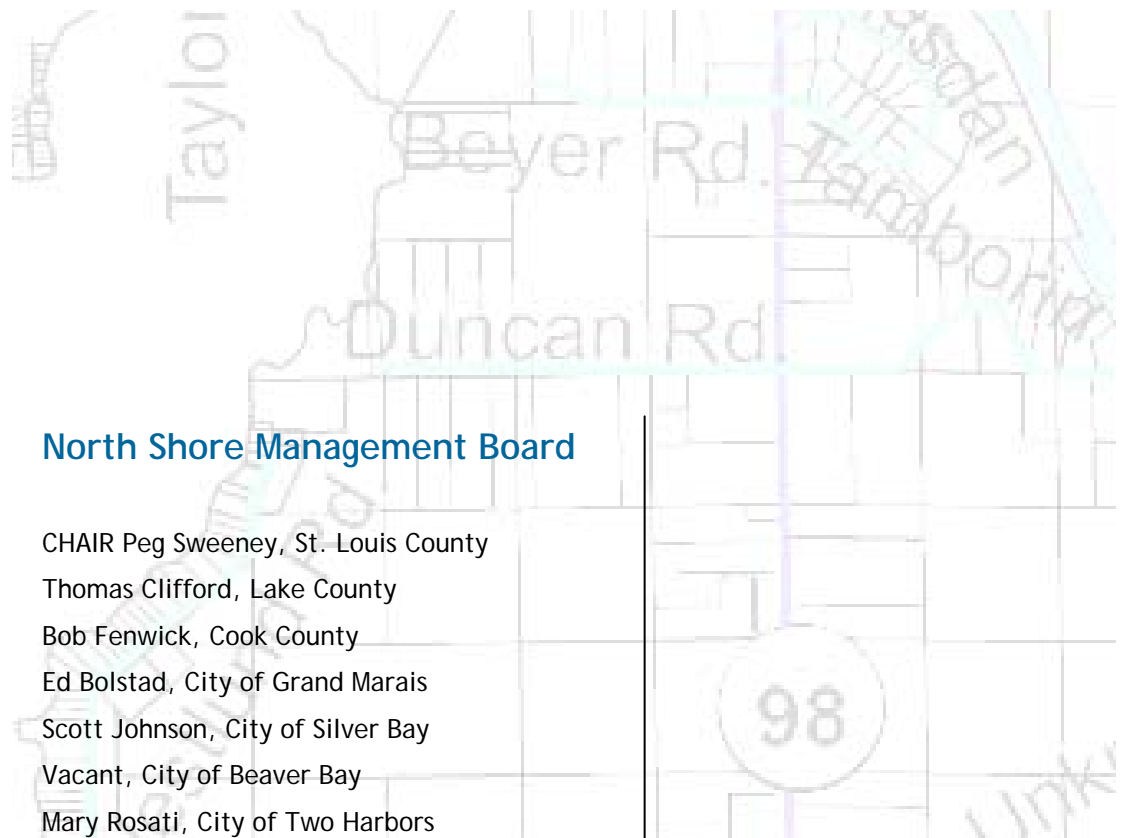 Taylor
Beyer Rd.
Duncan Rd.
North Shore Management Board
CHAIR Peg Sweeney, St. Louis County
Thomas Clifford, Lake County
Bob Fenwick, Cook County
Ed Bolstad, City of Grand Marais
Scott Johnson, City of Silver Bay
98
Vacant, City of Beaver Bay
Mary Rosati, City of Two Harbors